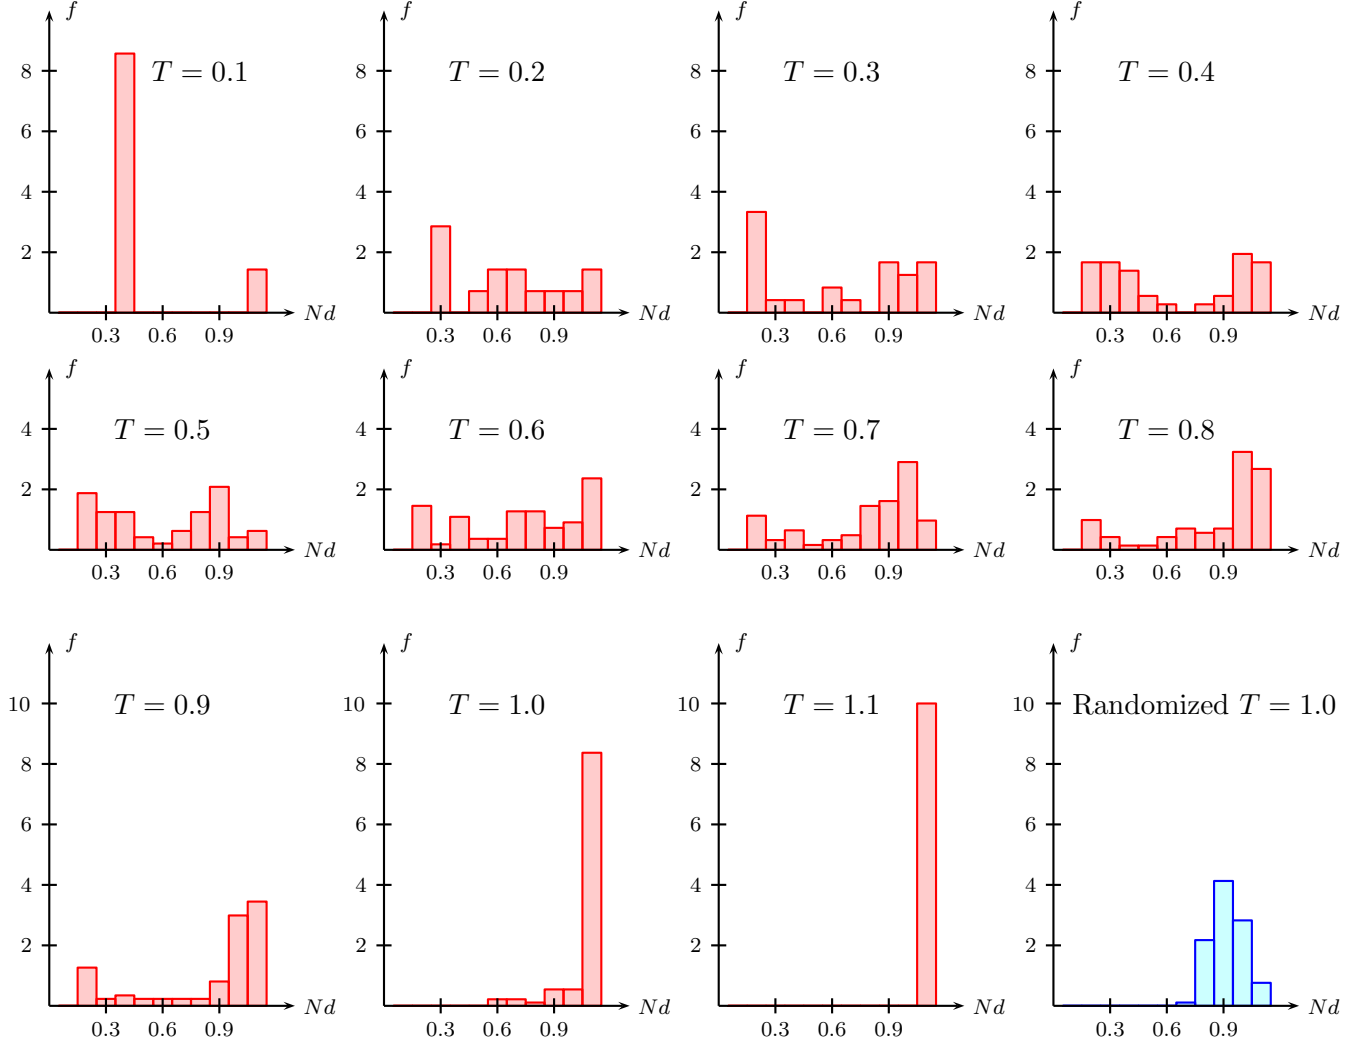 f f f f
8 T = 0.1 8 T = 0.2 8 T = 0.3 8 T = 0.4
6 6 6 6
4 4 4 4
2 2 2 2
Nd Nd Nd Nd
0.3 0.6 0.9 0.3 0.6 0.9 0.3 0.6 0.9 0.3 0.6 0.9
f f f f
4 T = 0.5 4 T = 0.6 4 T = 0.7 4 T = 0.8
2 2 2 2
Nd Nd Nd Nd
0.3 0.6 0.9 0.3 0.6 0.9 0.3 0.6 0.9 0.3 0.6 0.9
f f f f
10 T = 0.9 10 T = 1.0 10 T = 1.1 10 Randomized T = 1.0
8 8 8 8
6 6 6 6
4 4 4 4
2 2 2 2
Nd Nd Nd Nd
0.3 0.6 0.9 0.3 0.6 0.9 0.3 0.6 0.9 0.3 0.6 0.9